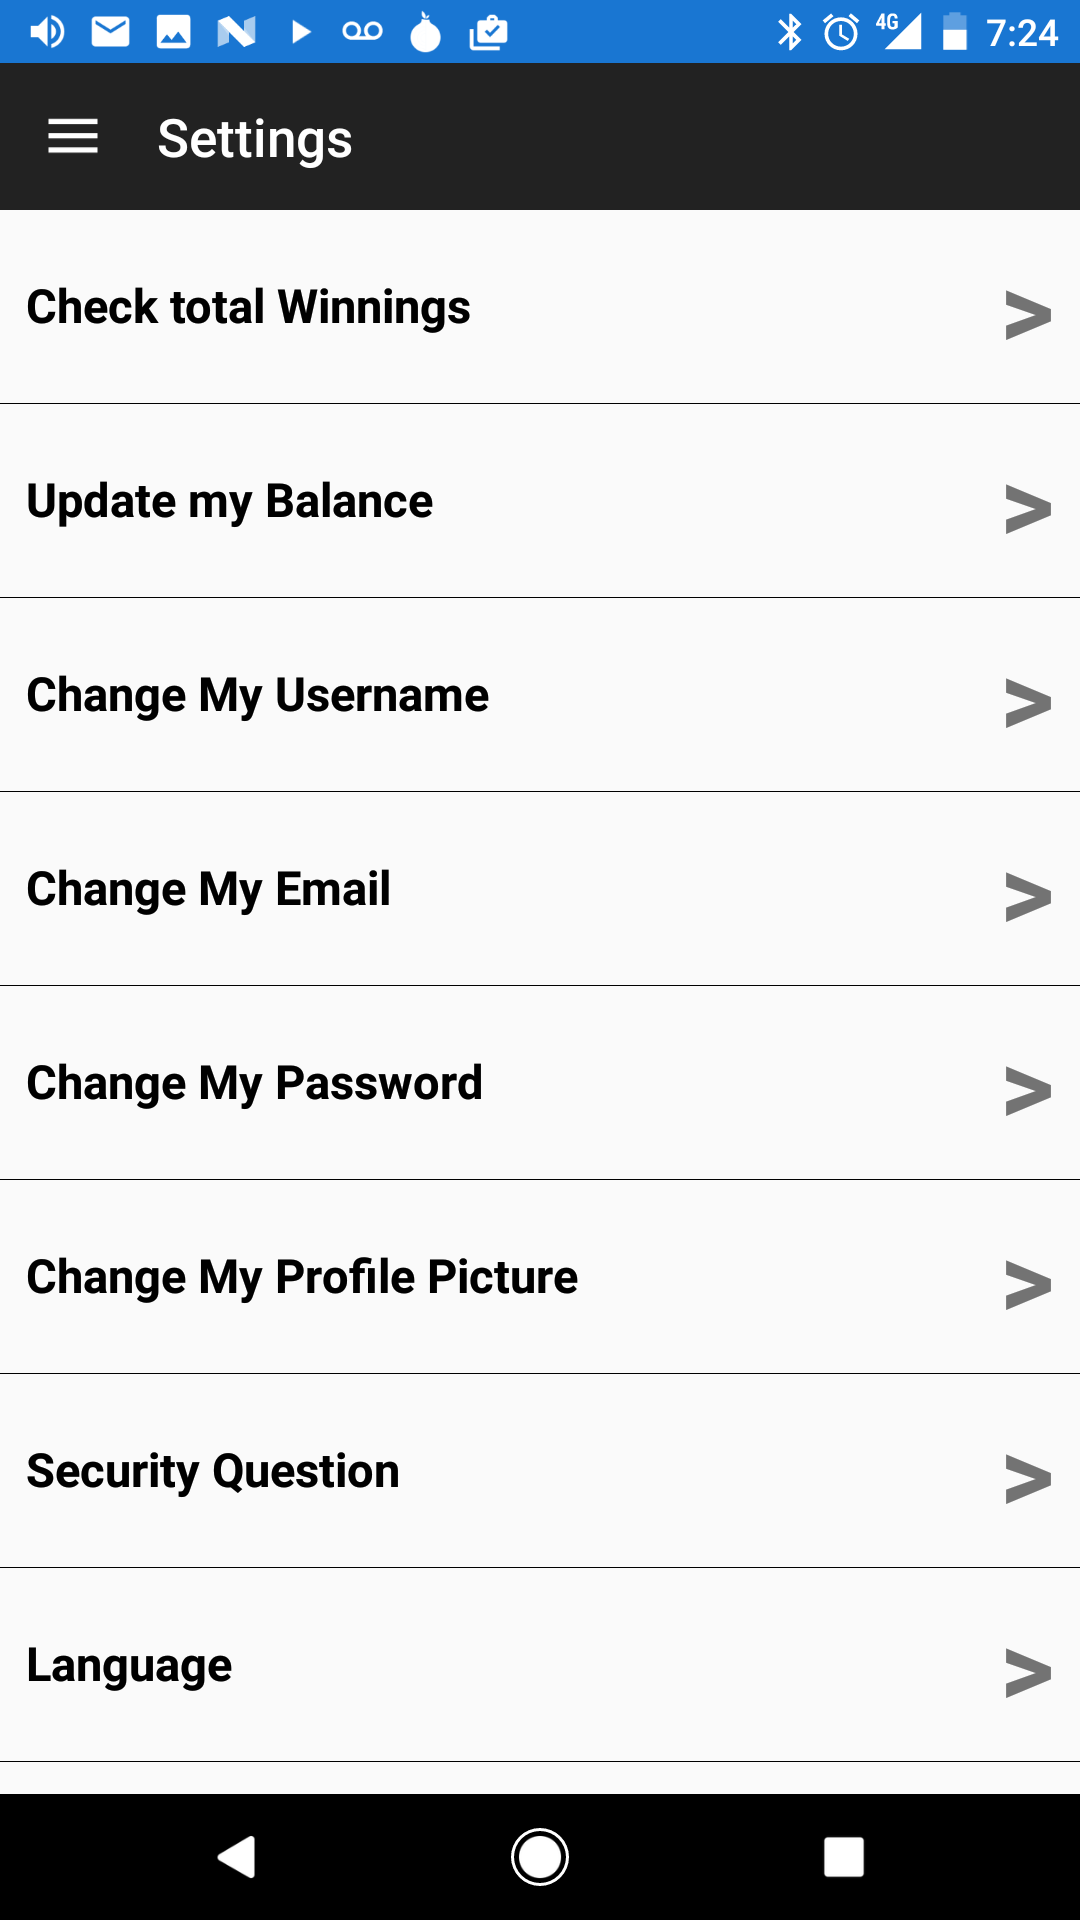 4G 7:24
Settings
Check total Winnings >
Update my Balance >
Change My Username >
Change My Email >
Change My Password >
Change My Profile Picture >
Security Question >
Language >